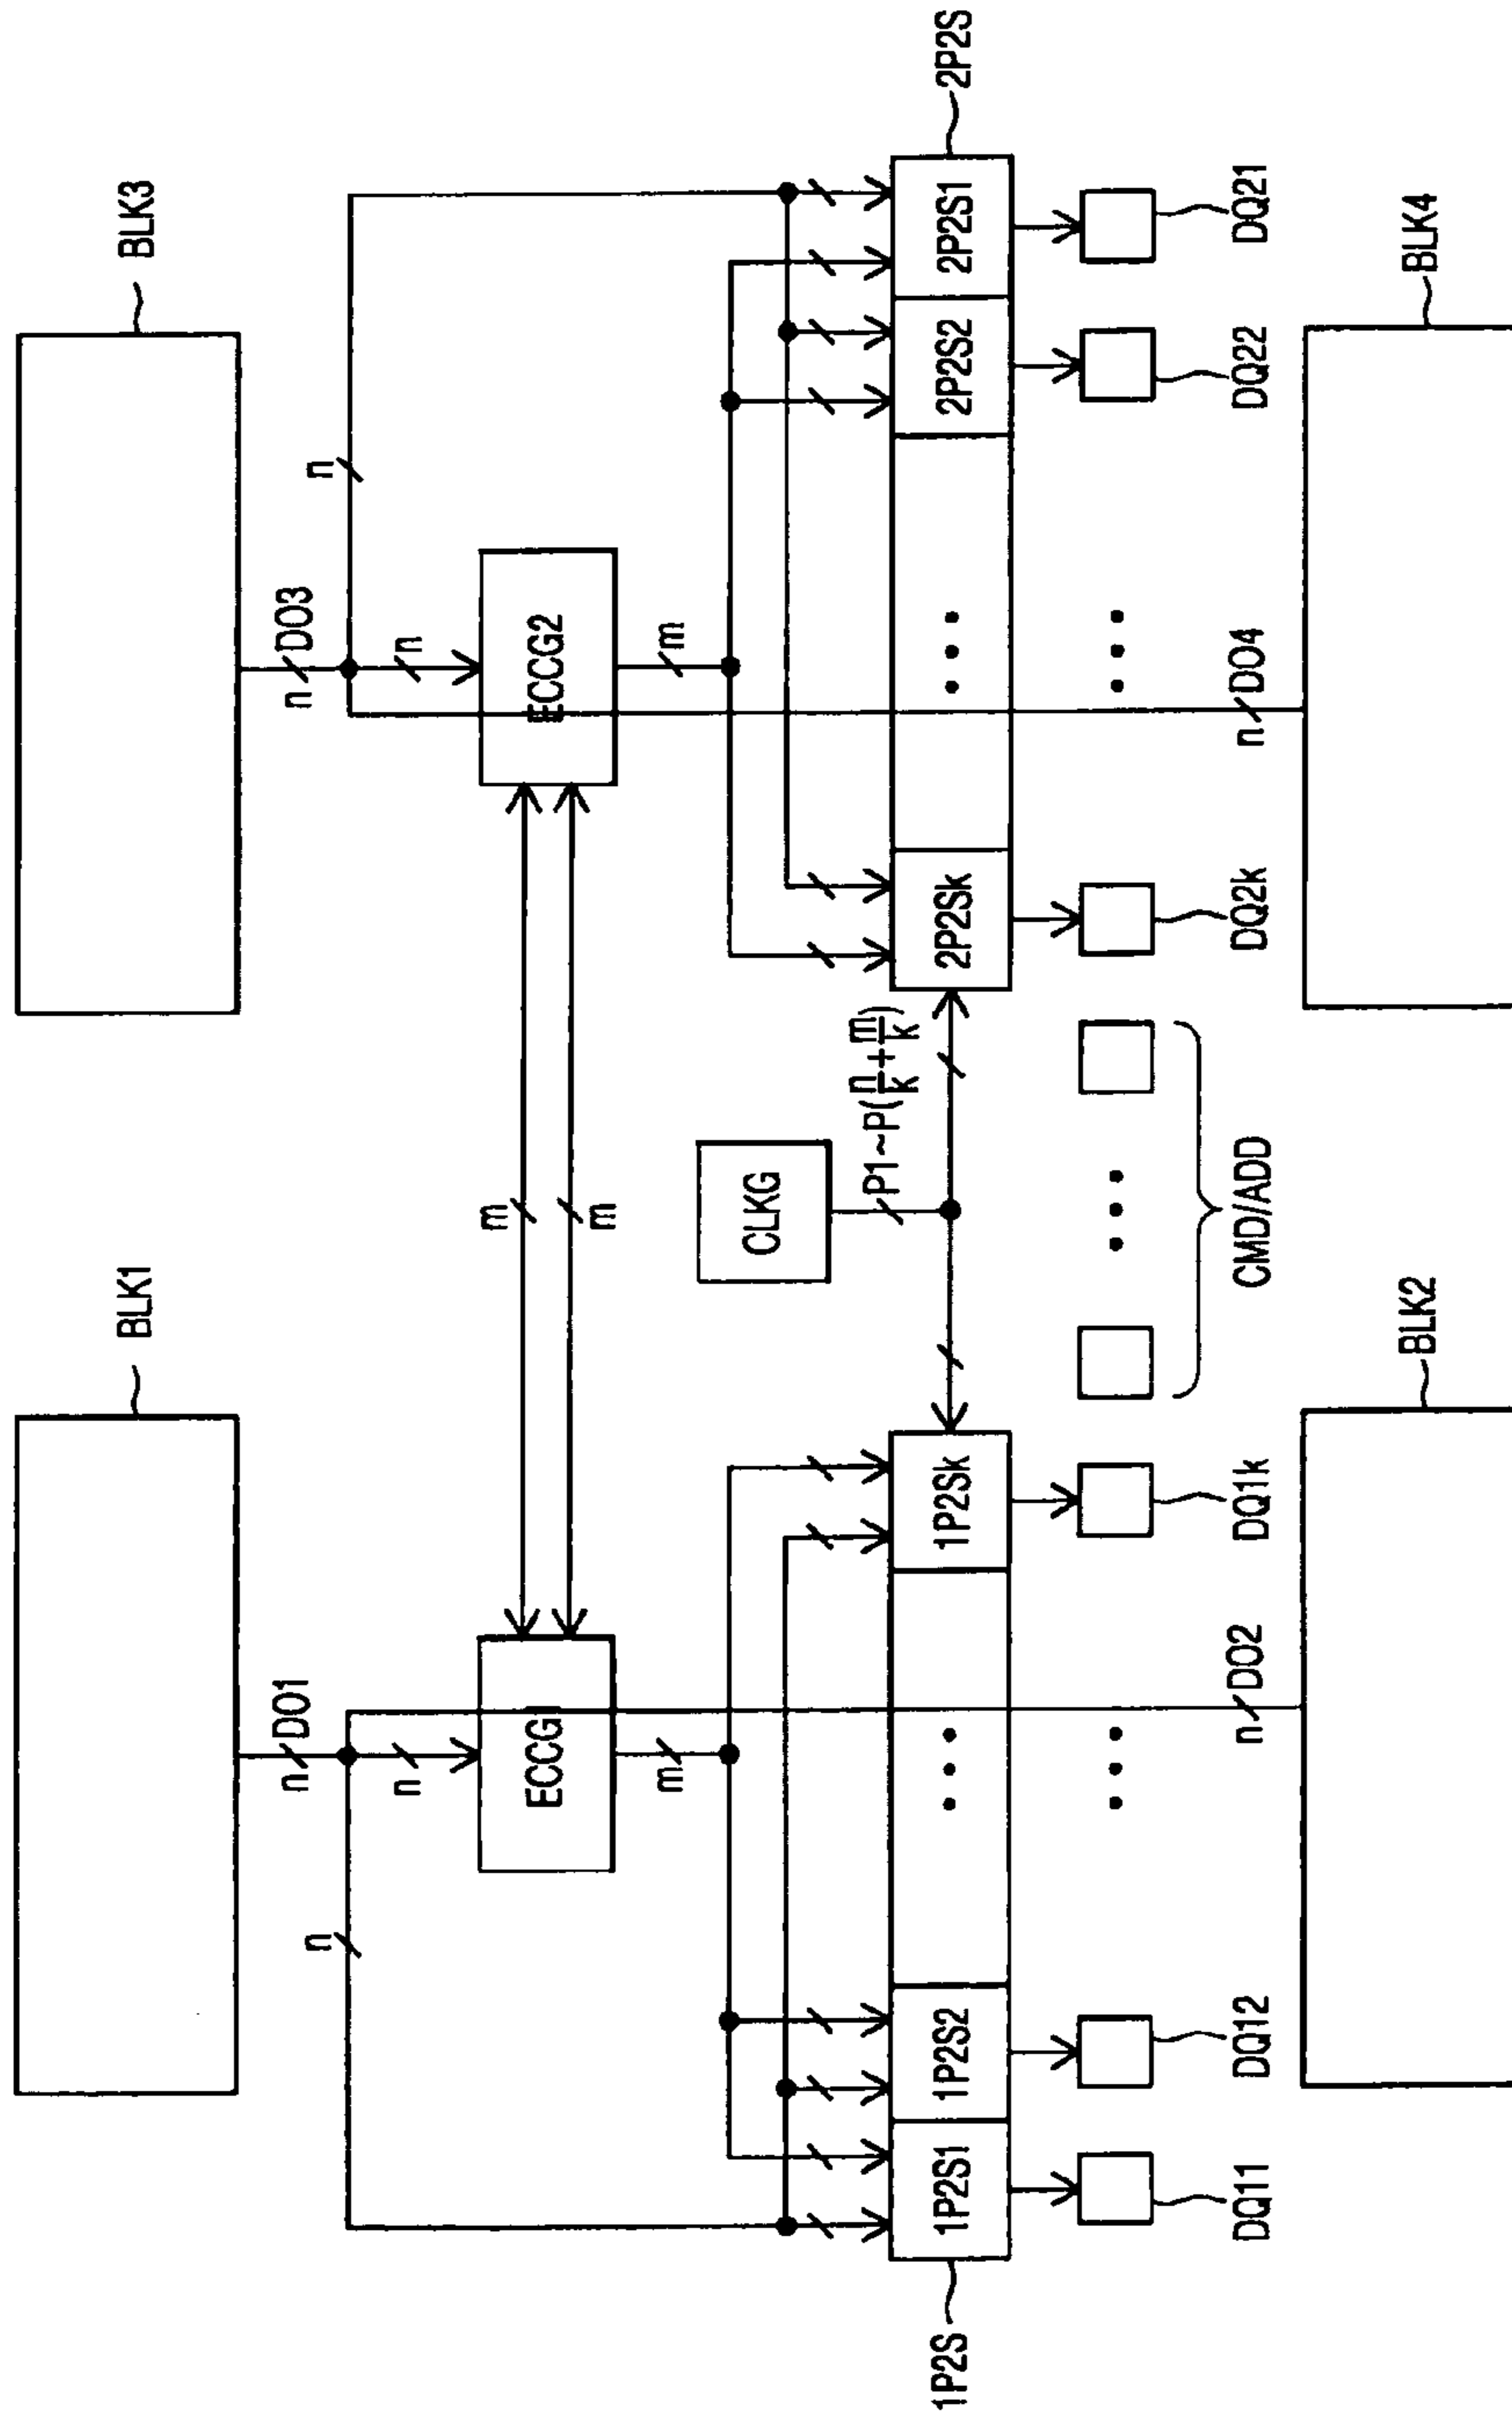 BLK1
BLK3
n
DO1
n
DO3
n
n
n
n
ECCG1
m
m
ECCG2
m
m
CLKG
P1~P(n/k+m/k)
1P2S
1P2S1
1P2S2
...
1P2Sk
2P2Sk
...
2P2S2
2P2S1
2P2S
...
...
...
DQ11
DQ12
n
DO2
DQ1k
CMD/ADD
DQ2k
n
DO4
DQ22
DQ21
BLK2
BLK4